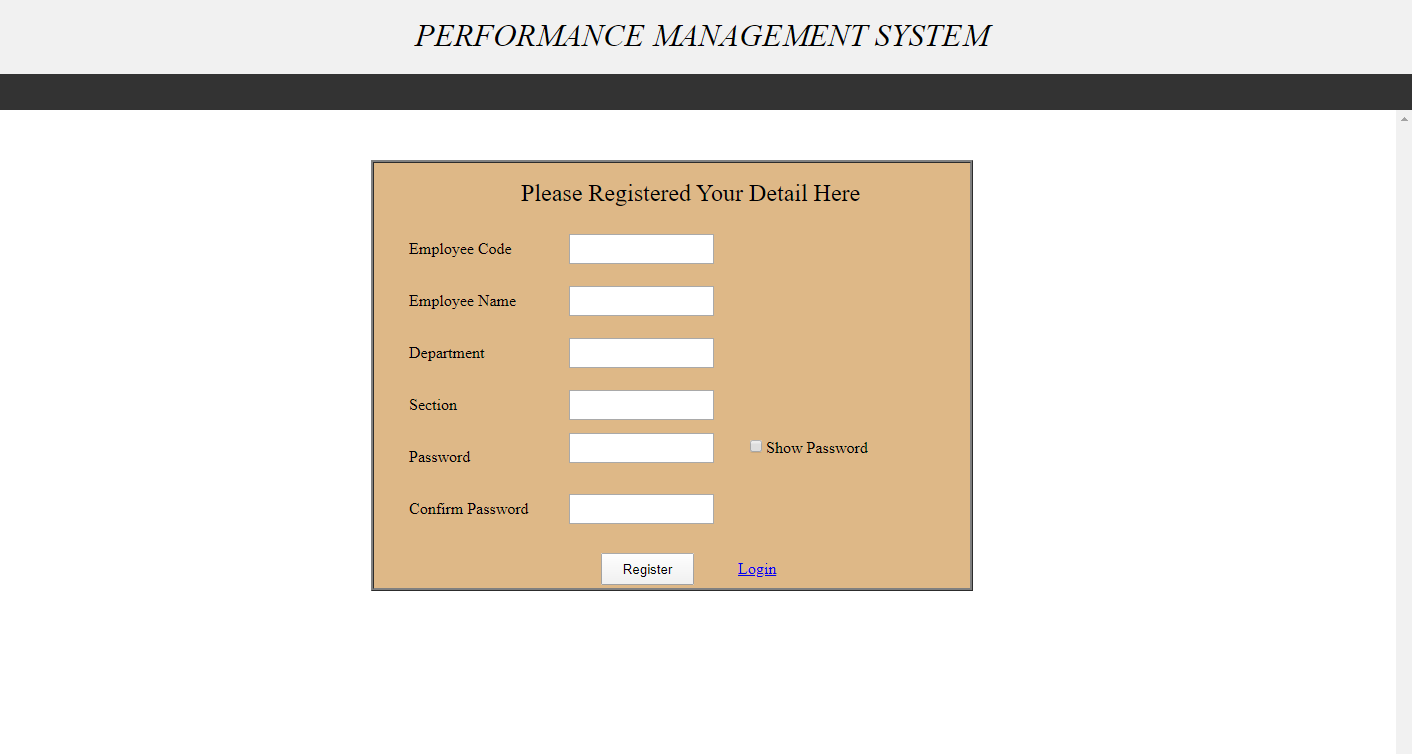 PERFORMANCE MANAGEMENT SYSTEM
Please Registered Your Detail Here
Employee Code
Employee Name
Department
Section
Password
Show Password
Confirm Password
Register
Login